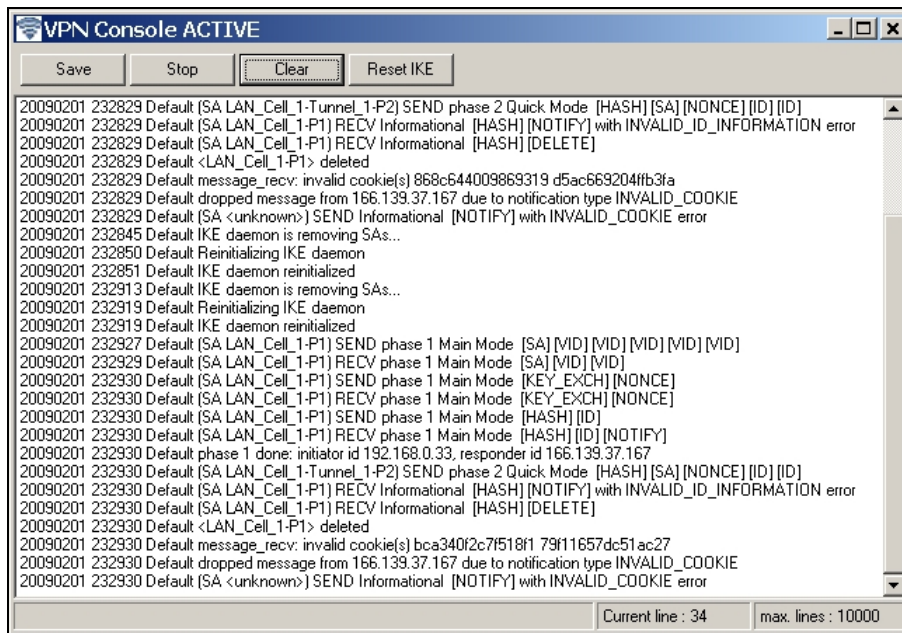 VPN Console ACTIVE
Save Stop Clear Reset IKE
20090201 232829 Default (SA LAN_Cell_1-Tunnel_1-P2) SEND phase 2 Quick Mode [HASH] [SA] [NONCE] [ID] [ID]
20090201 232829 Default (SA LAN_Cell_1-P1) RECV Informational [HASH] [NOTIFY] with INVALID_ID_INFORMATION error
20090201 232829 Default (SA LAN_Cell_1-P1) RECV Informational [HASH] [DELETE]
20090201 232829 Default <LAN_Cell_1-P1> deleted
20090201 232829 Default message_recv: invalid cookie(s) 868c644009869319 d5ac669204ffb3fa
20090201 232829 Default dropped message from 166.139.37.167 due to notification type INVALID_COOKIE
20090201 232829 Default (SA <unknown>) SEND Informational [NOTIFY] with INVALID_COOKIE error
20090201 232845 Default IKE daemon is removing SAs...
20090201 232850 Default Reinitializing IKE daemon
20090201 232851 Default IKE daemon reinitialized
20090201 232913 Default IKE daemon is removing SAs...
20090201 232919 Default Reinitializing IKE daemon
20090201 232919 Default IKE daemon reinitialized
20090201 232927 Default (SA LAN_Cell_1-P1) SEND phase 1 Main Mode [SA] [VID] [VID] [VID] [VID] [VID]
20090201 232929 Default (SA LAN_Cell_1-P1) RECV phase 1 Main Mode [SA] [VID] [VID]
20090201 232930 Default (SA LAN_Cell_1-P1) SEND phase 1 Main Mode [KEY_EXCH] [NONCE]
20090201 232930 Default (SA LAN_Cell_1-P1) RECV phase 1 Main Mode [KEY_EXCH] [NONCE]
20090201 232930 Default (SA LAN_Cell_1-P1) SEND phase 1 Main Mode [HASH] [ID]
20090201 232930 Default (SA LAN_Cell_1-P1) RECV phase 1 Main Mode [HASH] [ID] [NOTIFY]
20090201 232930 Default phase 1 done: initiator id 192.168.0.33, responder id 166.139.37.167
20090201 232930 Default (SA LAN_Cell_1-Tunnel_1-P2) SEND phase 2 Quick Mode [HASH] [SA] [NONCE] [ID] [ID]
20090201 232930 Default (SA LAN_Cell_1-P1) RECV Informational [HASH] [NOTIFY] with INVALID_ID_INFORMATION error
20090201 232930 Default (SA LAN_Cell_1-P1) RECV Informational [HASH] [DELETE]
20090201 232930 Default <LAN_Cell_1-P1> deleted
20090201 232930 Default message_recv: invalid cookie(s) bca340f2c7f518f1 79f11657dc51ac27
20090201 232930 Default dropped message from 166.139.37.167 due to notification type INVALID_COOKIE
20090201 232930 Default (SA <unknown>) SEND Informational [NOTIFY] with INVALID_COOKIE error
Current line : 34 max. lines : 10000